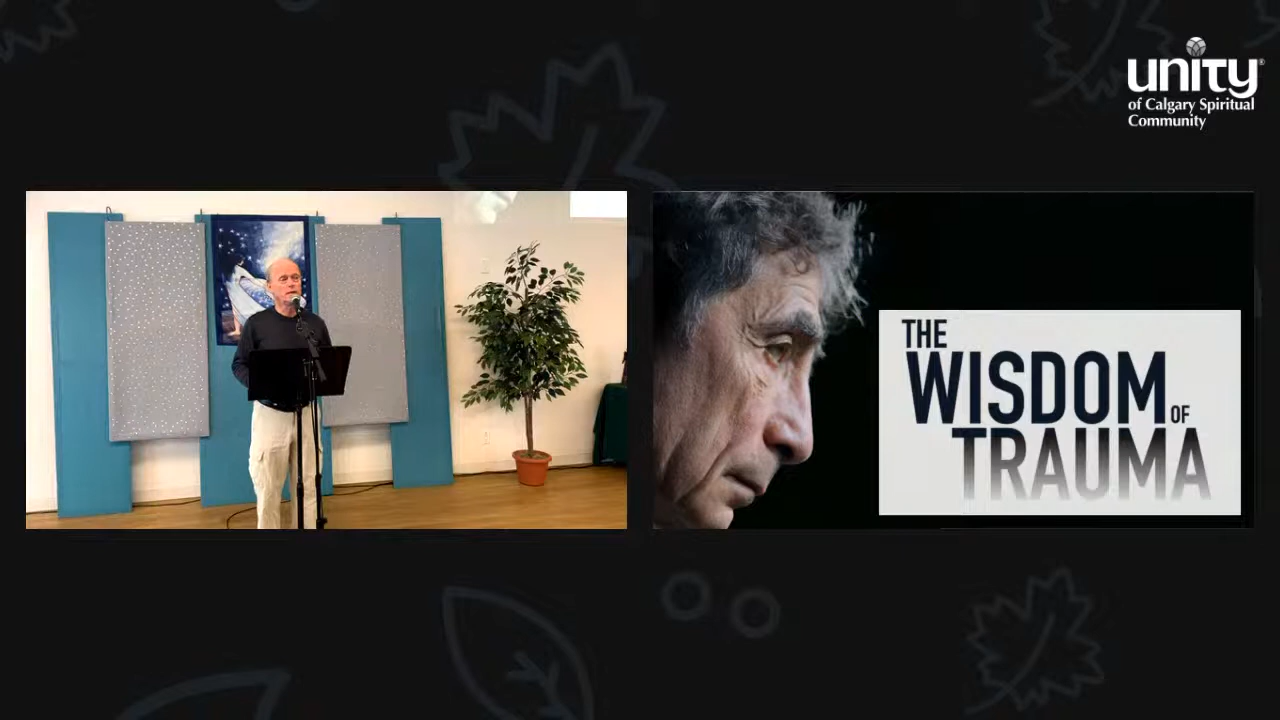 unity®
of Calgary Spiritual
Community
THE
WISDOM OF
TRAUMA